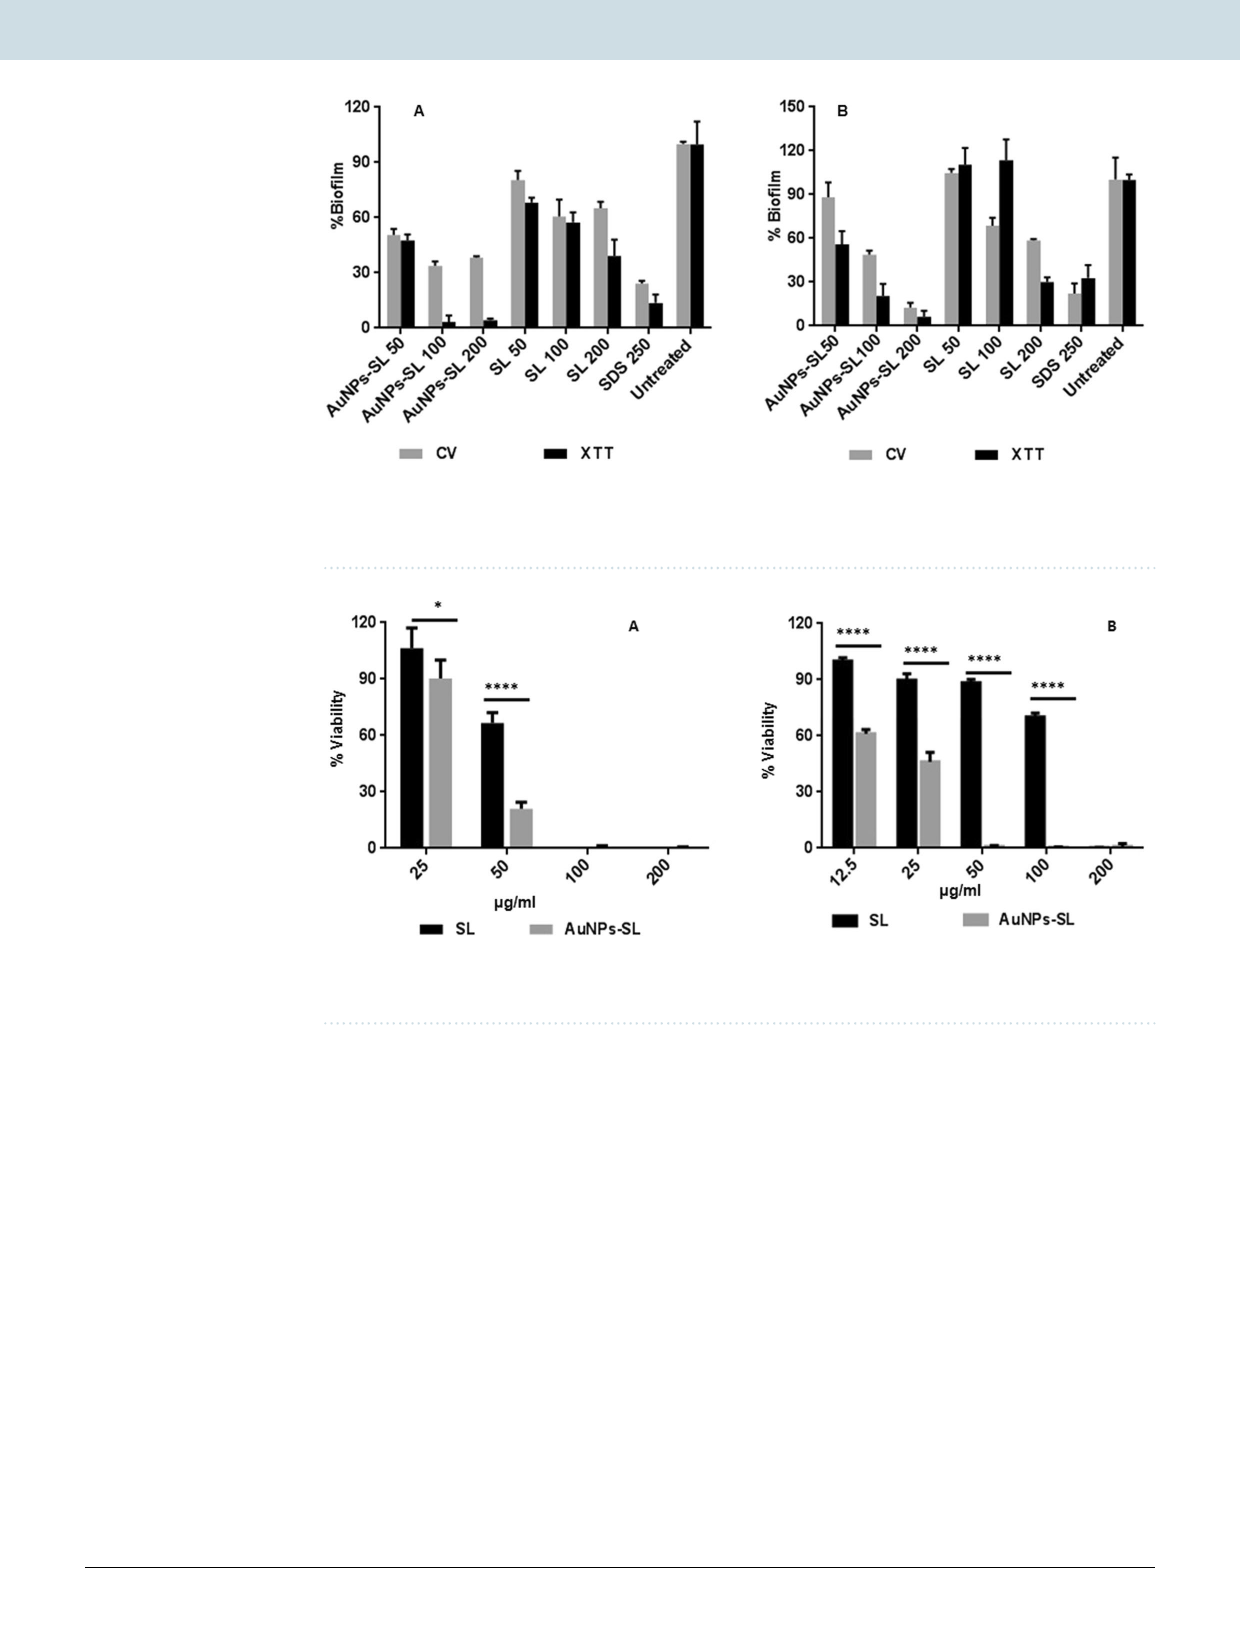 A
%Biofilm
120
90
60
30
0
AuNPs-SL 50
AuNPs-SL 100
AuNPs-SL 200
SL 50
SL 100
SL 200
SDS 250
Untreated
CV XTT
B
% Biofilm
150
120
90
60
30
0
AuNPs-SL50
AuNPs-SL100
AuNPs-SL 200
SL 50
SL 100
SL 200
SDS 250
Untreated
CV XTT
A
% Viability
120
90
60
30
0
*
****
25
50
100
200
µg/ml
SL AuNPs-SL
B
% Viability
120
90
60
30
0
****
****
****
****
12.5
25
50
100
200
µg/ml
SL AuNPs-SL